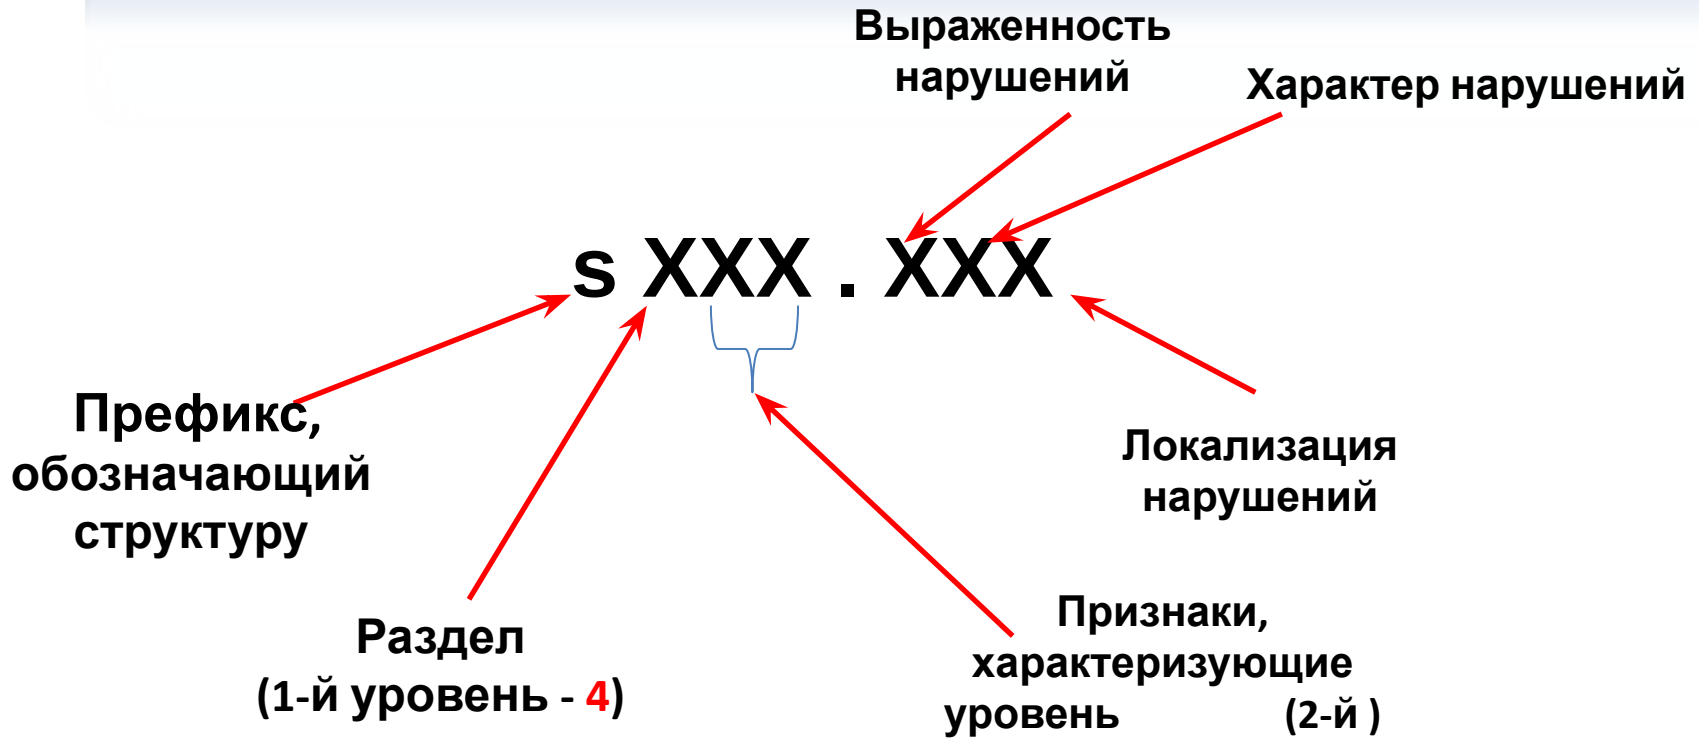 Выраженность
нарушений
Характер нарушений
s XXX . XXX
Префикс,
обозначающий
структуру
Локализация
нарушений
Раздел
(1-й уровень - 4)
Признаки,
характеризующие
уровень (2-й )